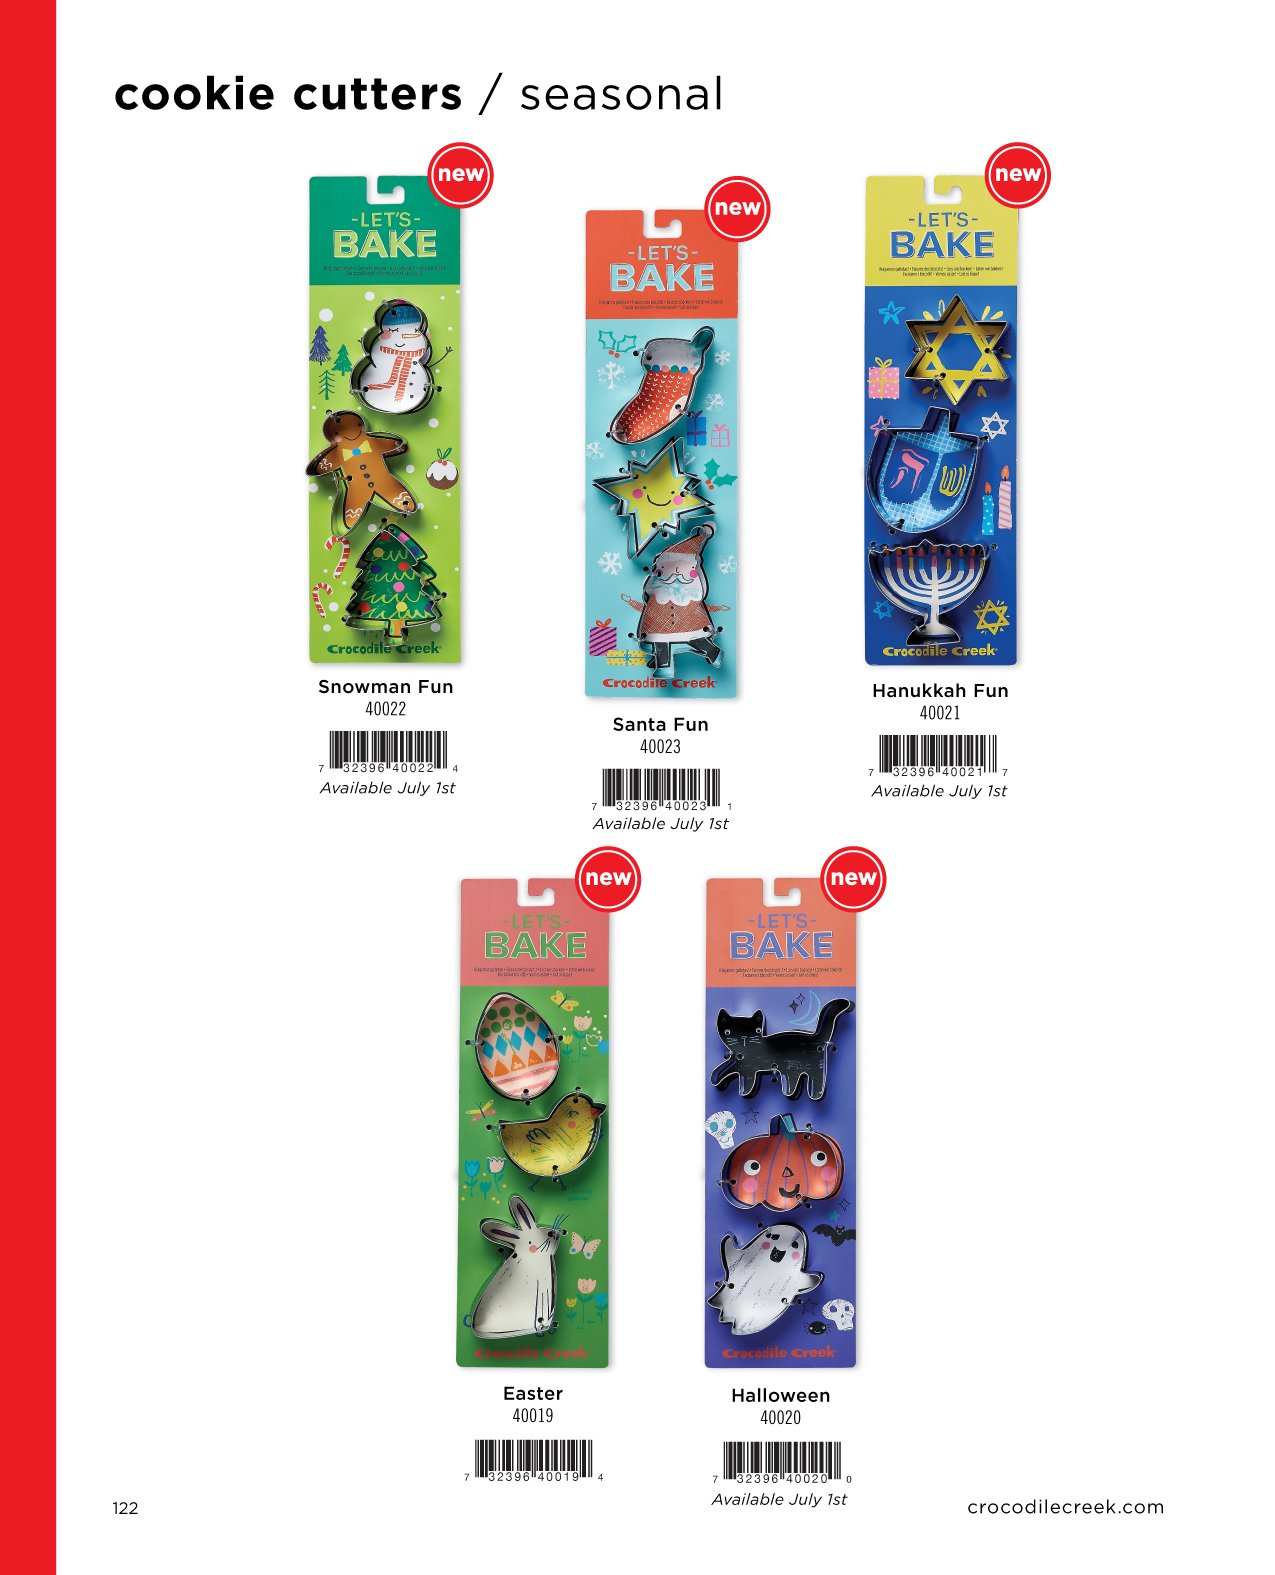 cookie cutters / seasonal
new
-LET'S-
BAKE
Crocodile Creek
Snowman Fun
40022
7 32396 40022 4
Available July 1st
new
-LET'S-
BAKE
Crocodile Creek
Santa Fun
40023
7 32396 40023 1
Available July 1st
new
-LET'S-
BAKE
Crocodile Creek
Hanukkah Fun
40021
7 32396 40021 7
Available July 1st
new
-LET'S-
BAKE
Crocodile Creek
Easter
40019
7 32396 40019 4
new
-LET'S-
BAKE
Crocodile Creek
Halloween
40020
7 32396 40020 0
Available July 1st
122
crocodilecreek.com